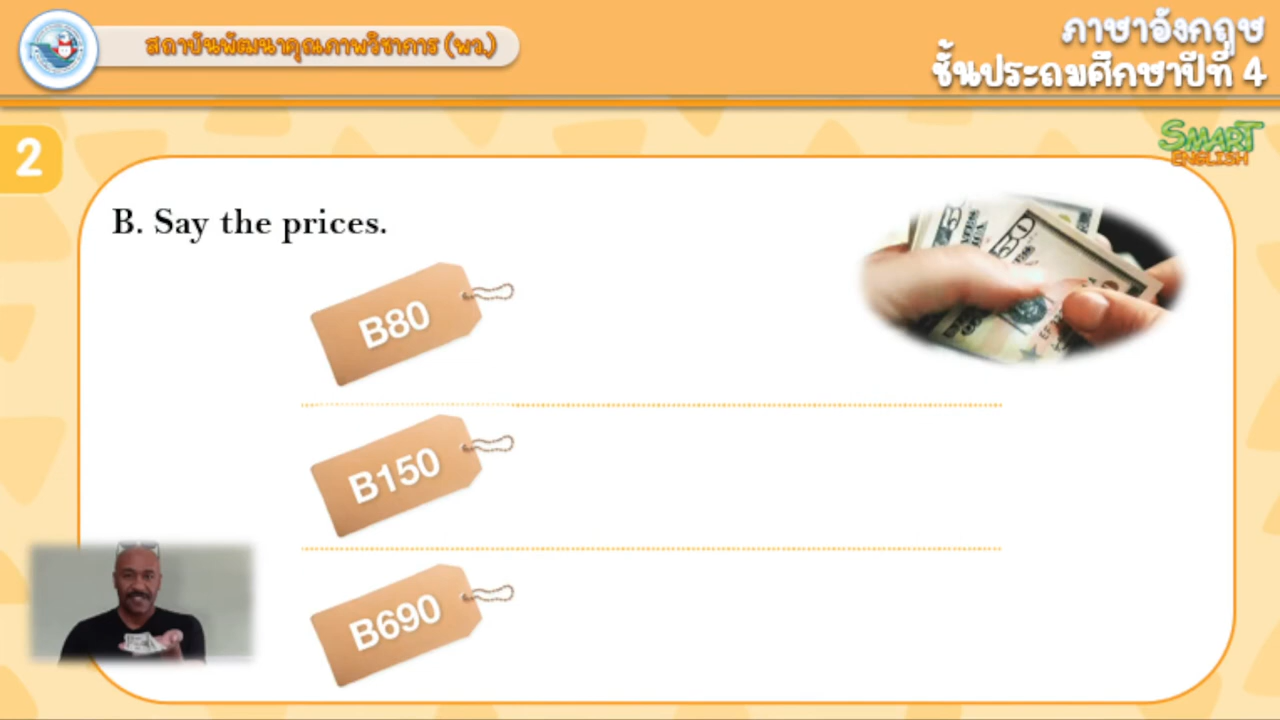 สถาบันพัฒนาคุณภาพวิชาการ (พว.)
ภาษาอังกฤษ
ชั้นประถมศึกษาปีที่ 4
SMART
ENGLISH
2
B. Say the prices.
50
B80
B150
B690